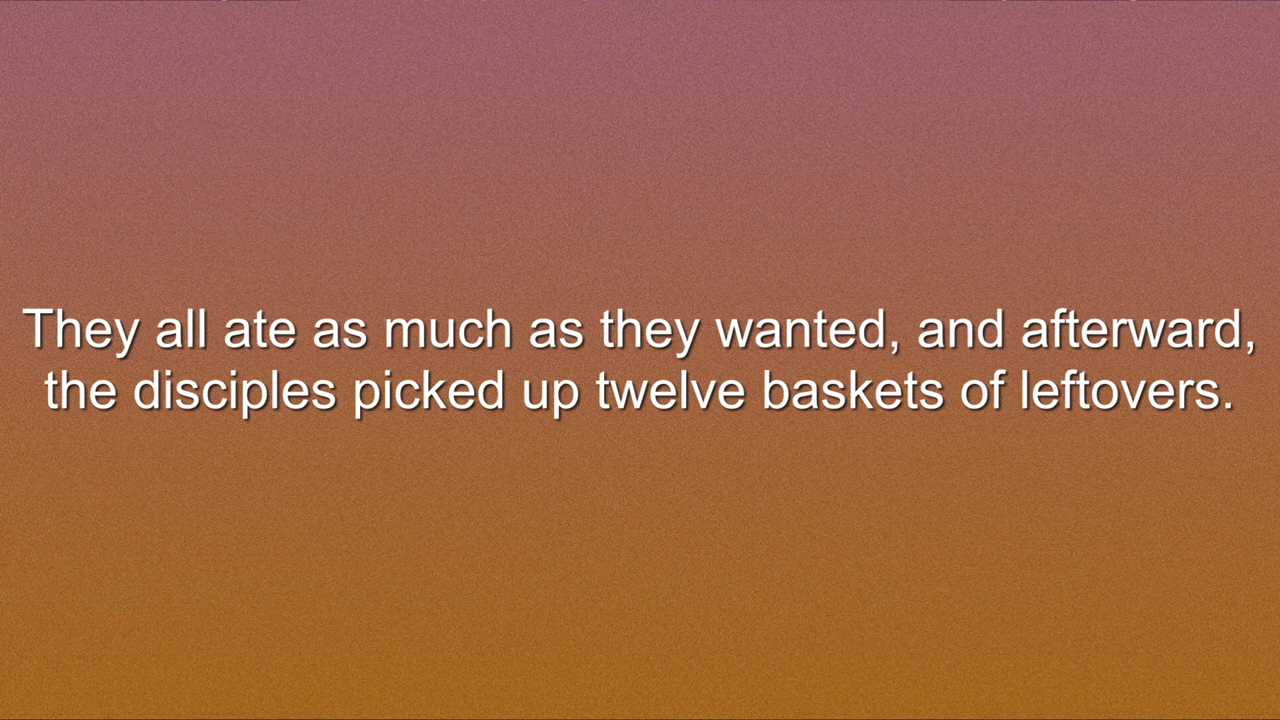 They all ate as much as they wanted, and afterward,
the disciples picked up twelve baskets of leftovers.